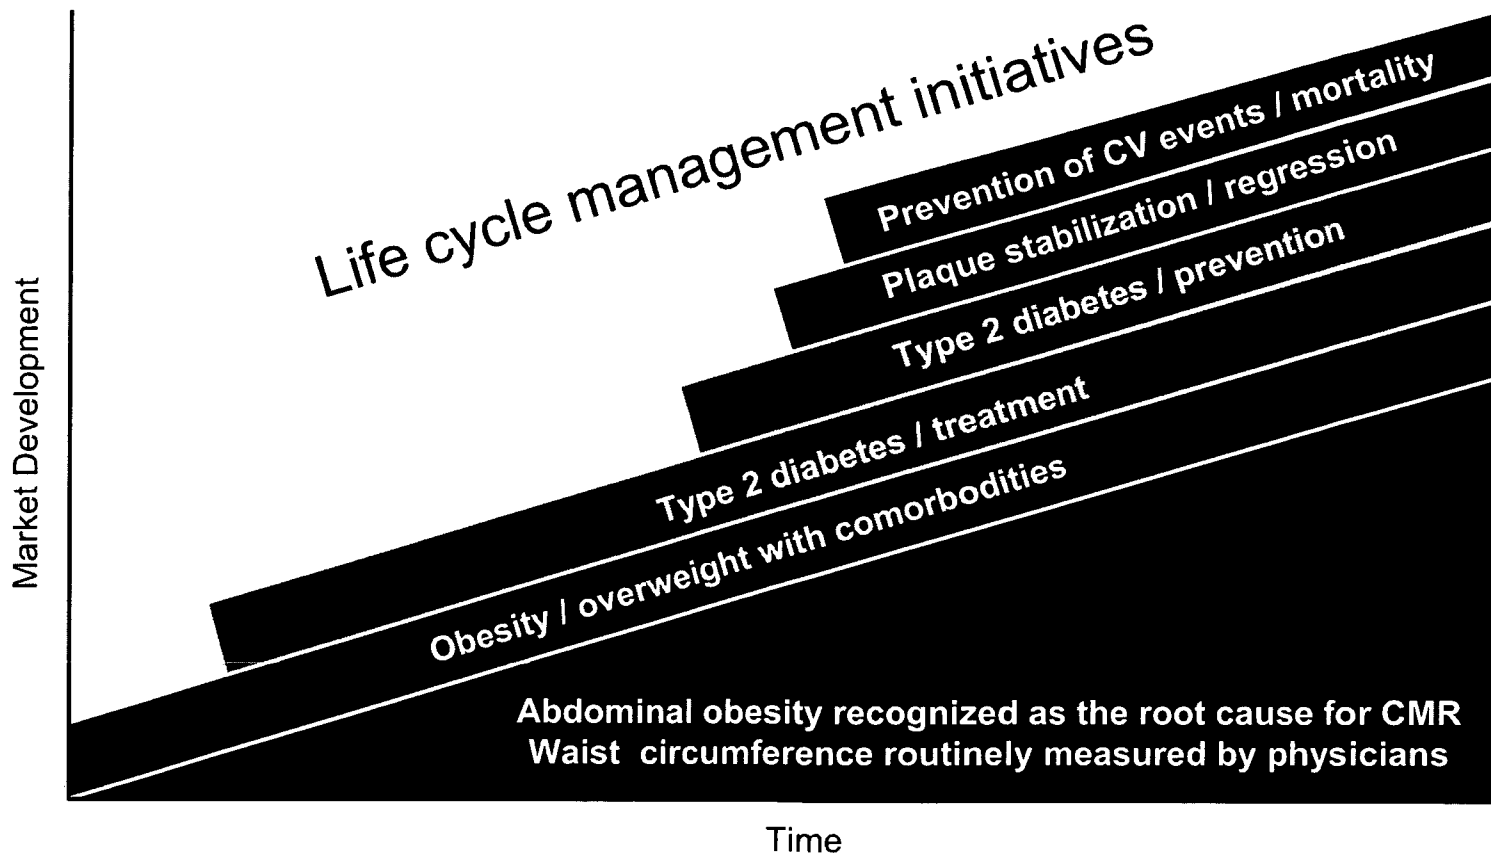 Life cycle management initiatives
Prevention of CV events / mortality
Plaque stabilization / regression
Type 2 diabetes / prevention
Type 2 diabetes / treatment
Obesity / overweight with comorbodities
Abdominal obesity recognized as the root cause for CMR
Waist circumference routinely measured by physicians
Market Development
Time